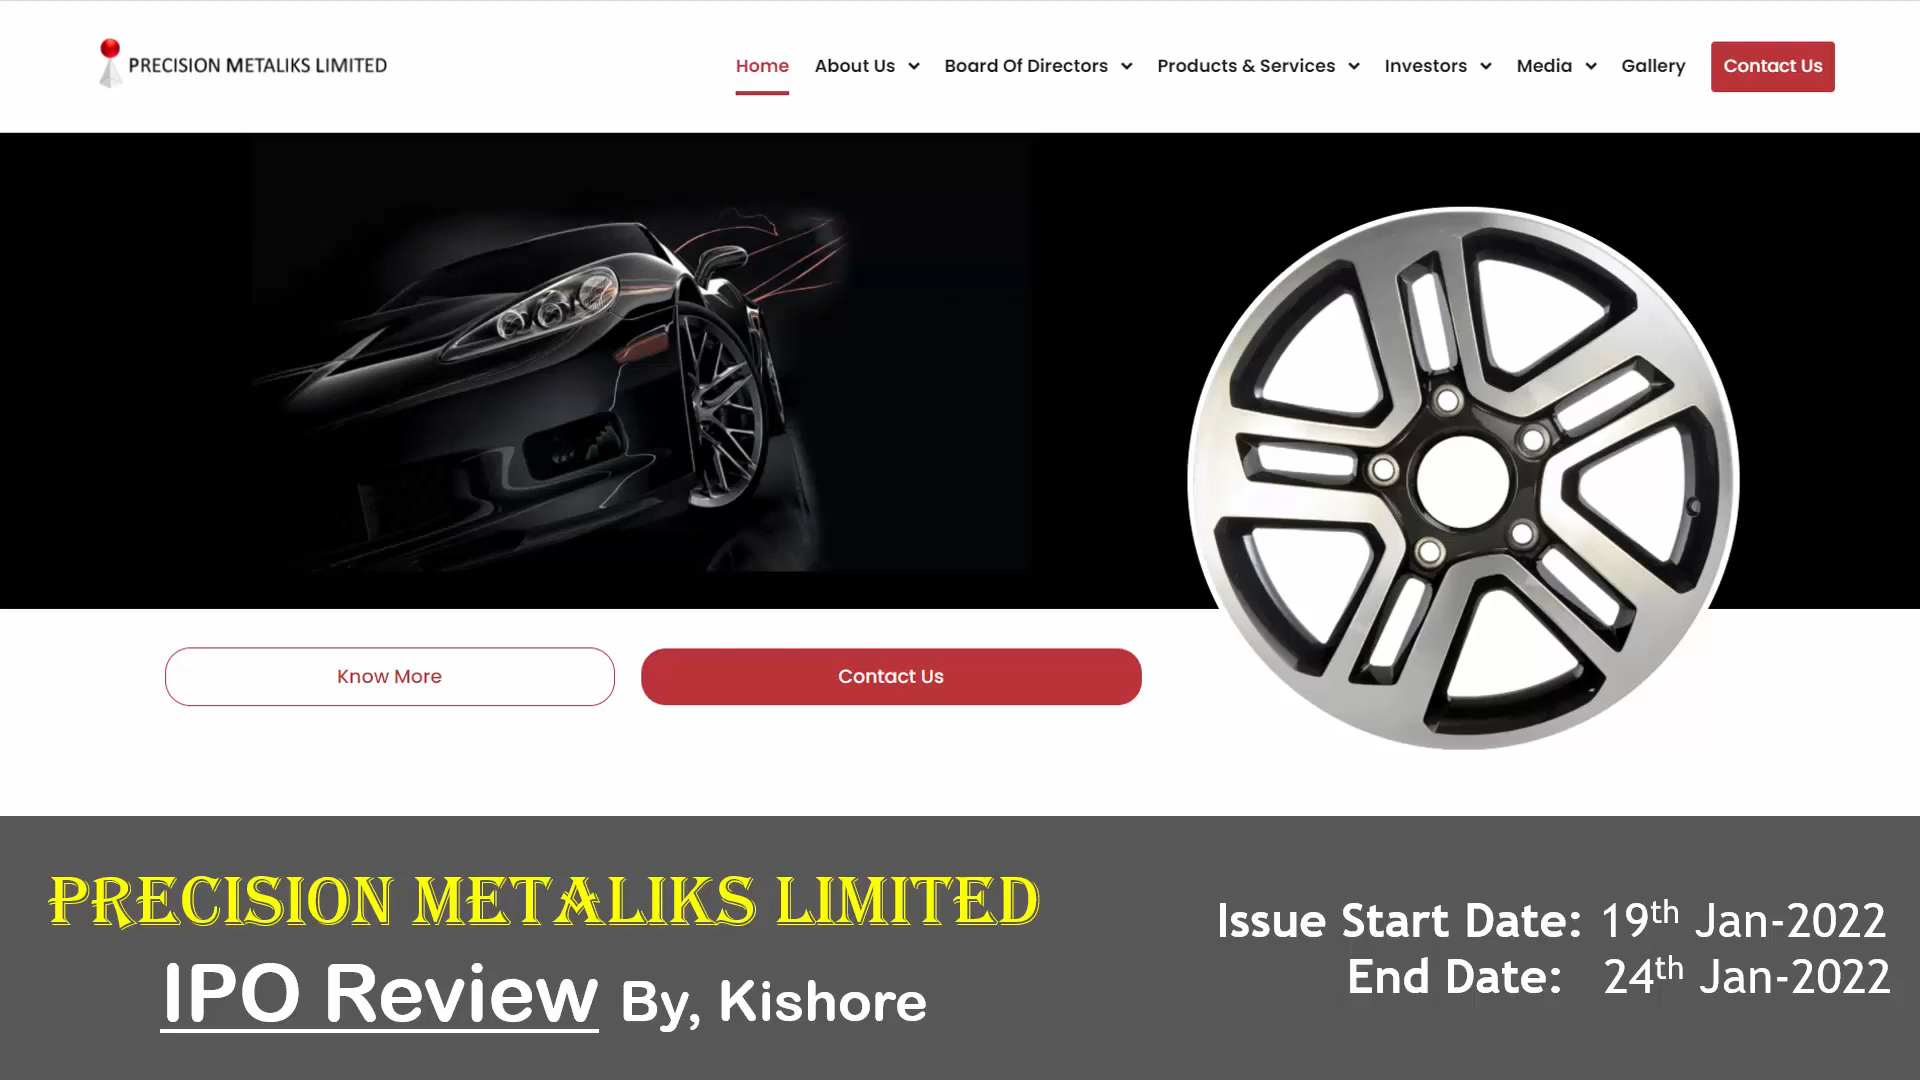 PRECISION METALIKS LIMITED
Home About Us Board Of Directors Products & Services Investors Media Gallery Contact Us
Know More Contact Us
PRECISION METALIKS LIMITED
IPO Review By, Kishore
Issue Start Date: 19th Jan-2022
End Date: 24th Jan-2022